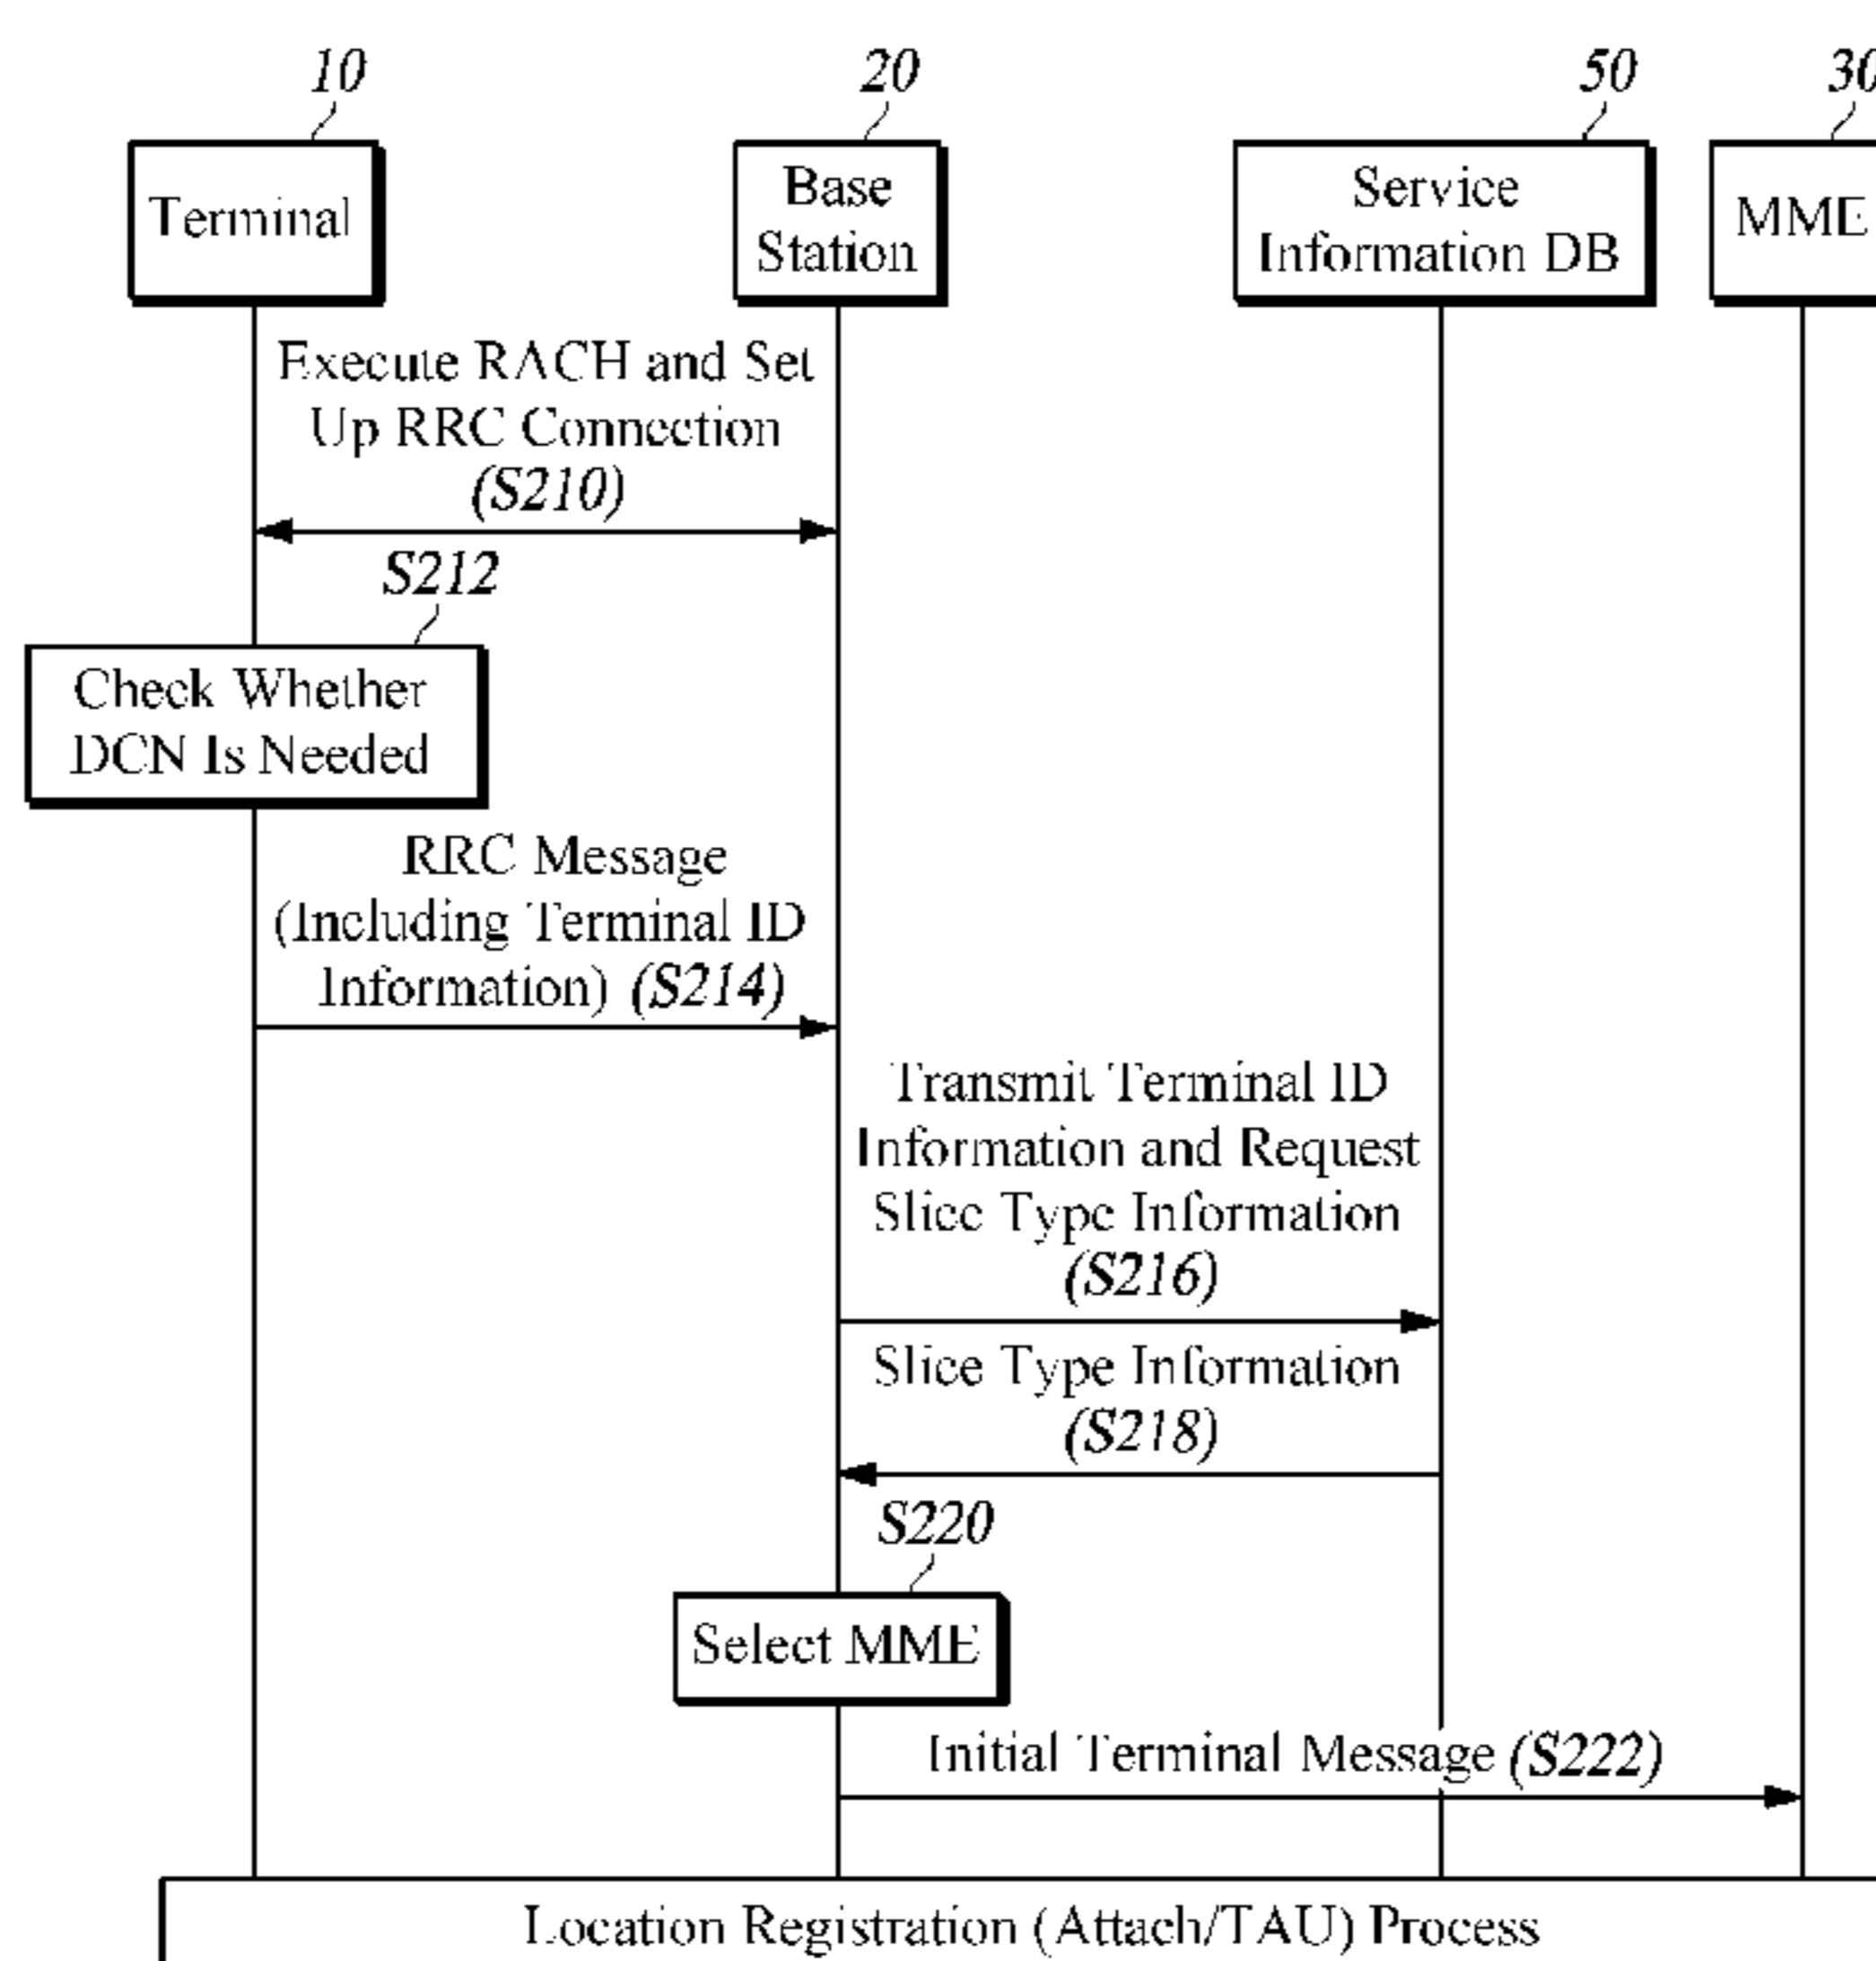 10
20
50
30
Terminal
Base
Station
Service
Information DB
MME
Execute RACH and Set
Up RRC Connection
(S210)
S212
Check Whether
DCN Is Needed
RRC Message
(Including Terminal ID
Information) (S214)
Transmit Terminal ID
Information and Request
Slice Type Information
(S216)
Slice Type Information
(S218)
S220
Select MME
Initial Terminal Message (S222)
Location Registration (Attach/TAU) Process